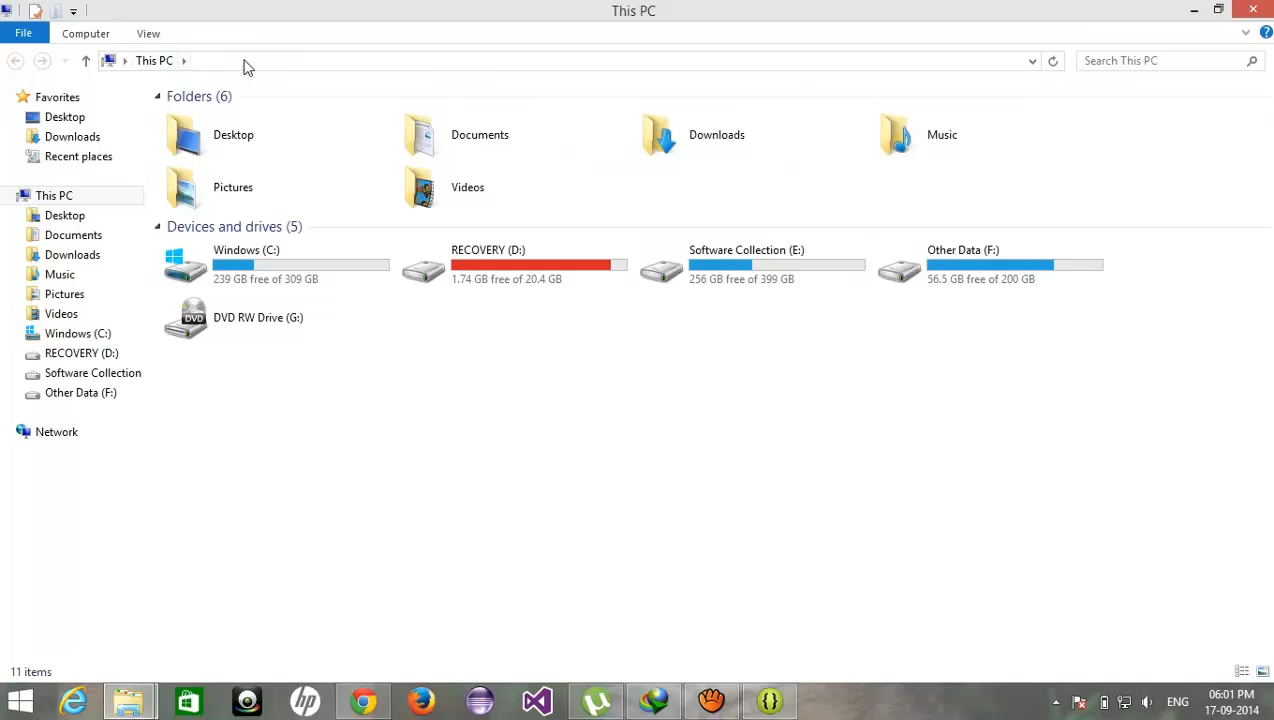 This PC
File Computer View
This PC Search This PC
Favorites
Desktop
Downloads
Recent places
This PC
Desktop
Documents
Downloads
Music
Pictures
Videos
Windows (C:)
RECOVERY (D:)
Software Collection
Other Data (F:)
Network
Folders (6)
Desktop Documents Downloads Music
Pictures Videos
Devices and drives (5)
Windows (C:) RECOVERY (D:) Software Collection (E:) Other Data (F:)
239 GB free of 309 GB 1.74 GB free of 20.4 GB 256 GB free of 399 GB 56.5 GB free of 200 GB
DVD DVD RW Drive (G:)
11 items
hp
ENG 06:01 PM
17-09-2014